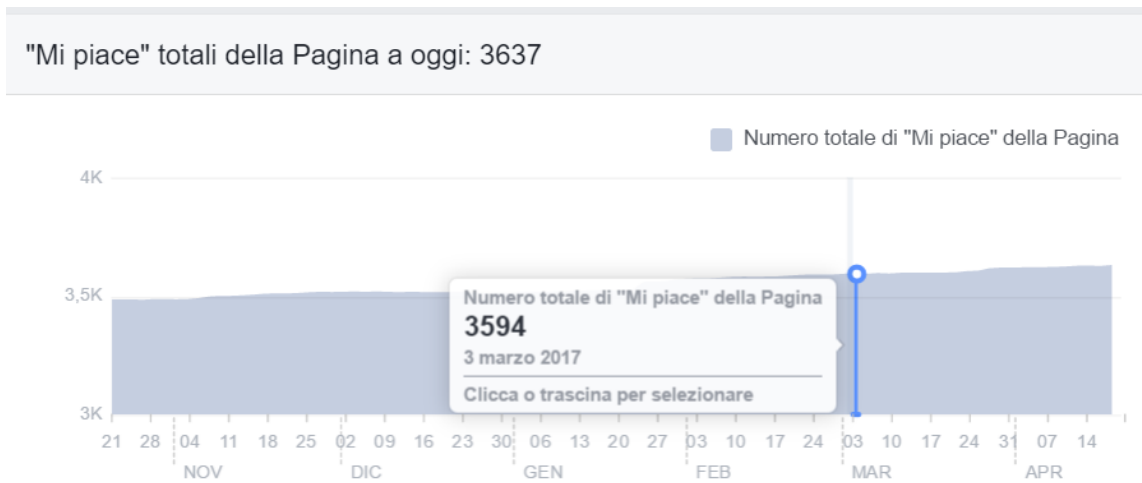 "Mi piace" totali della Pagina a oggi: 3637
Numero totale di "Mi piace" della Pagina
4K
3,5K
3K
Numero totale di "Mi piace" della Pagina
3594
3 marzo 2017
Clicca o trascina per selezionare
21 28 04 11 18 25 02 09 16 23 30 06 13 20 27 03 10 17 24 03 10 17 24 31 07 14
NOV DIC GEN FEB MAR APR